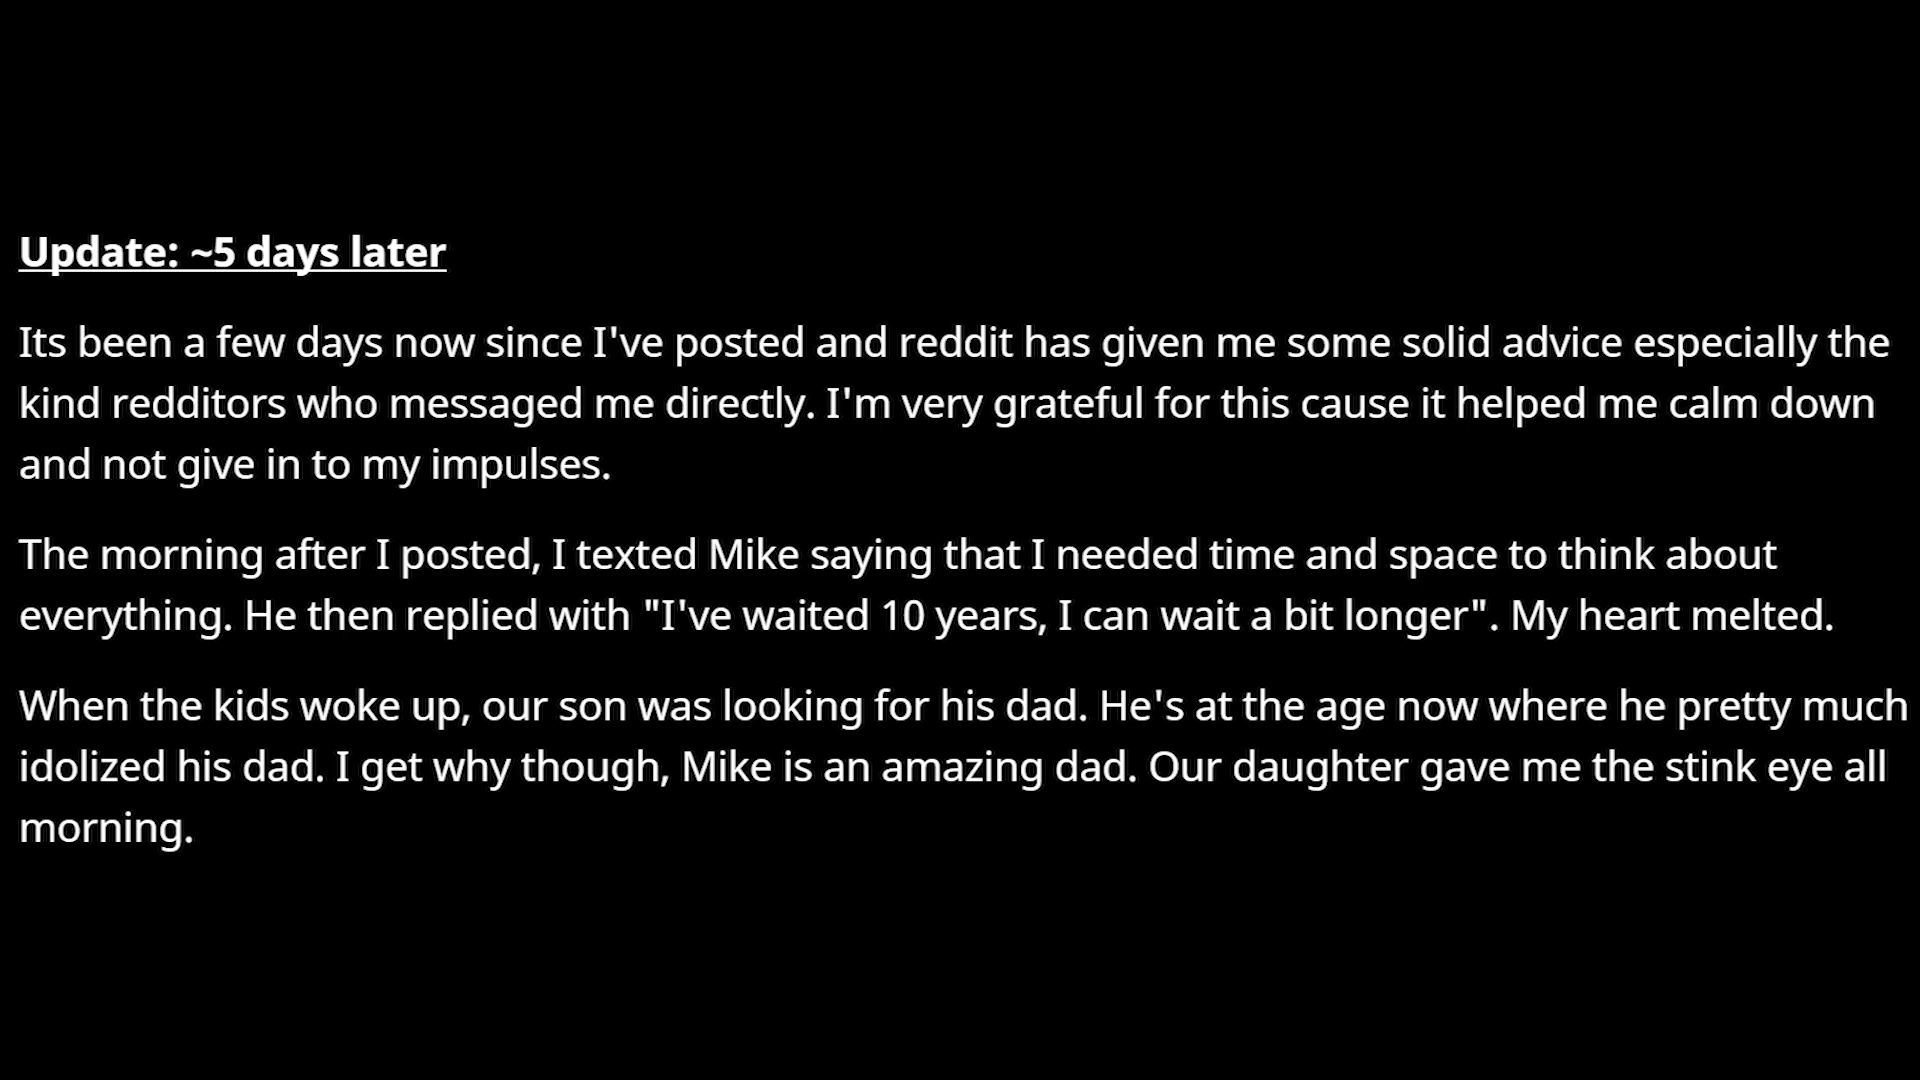 Update: ~5 days later
Its been a few days now since I've posted and reddit has given me some solid advice especially the
kind redditors who messaged me directly. I'm very grateful for this cause it helped me calm down
and not give in to my impulses.
The morning after I posted, I texted Mike saying that I needed time and space to think about
everything. He then replied with "I've waited 10 years, I can wait a bit longer". My heart melted.
When the kids woke up, our son was looking for his dad. He's at the age now where he pretty much
idolized his dad. I get why though, Mike is an amazing dad. Our daughter gave me the stink eye all
morning.